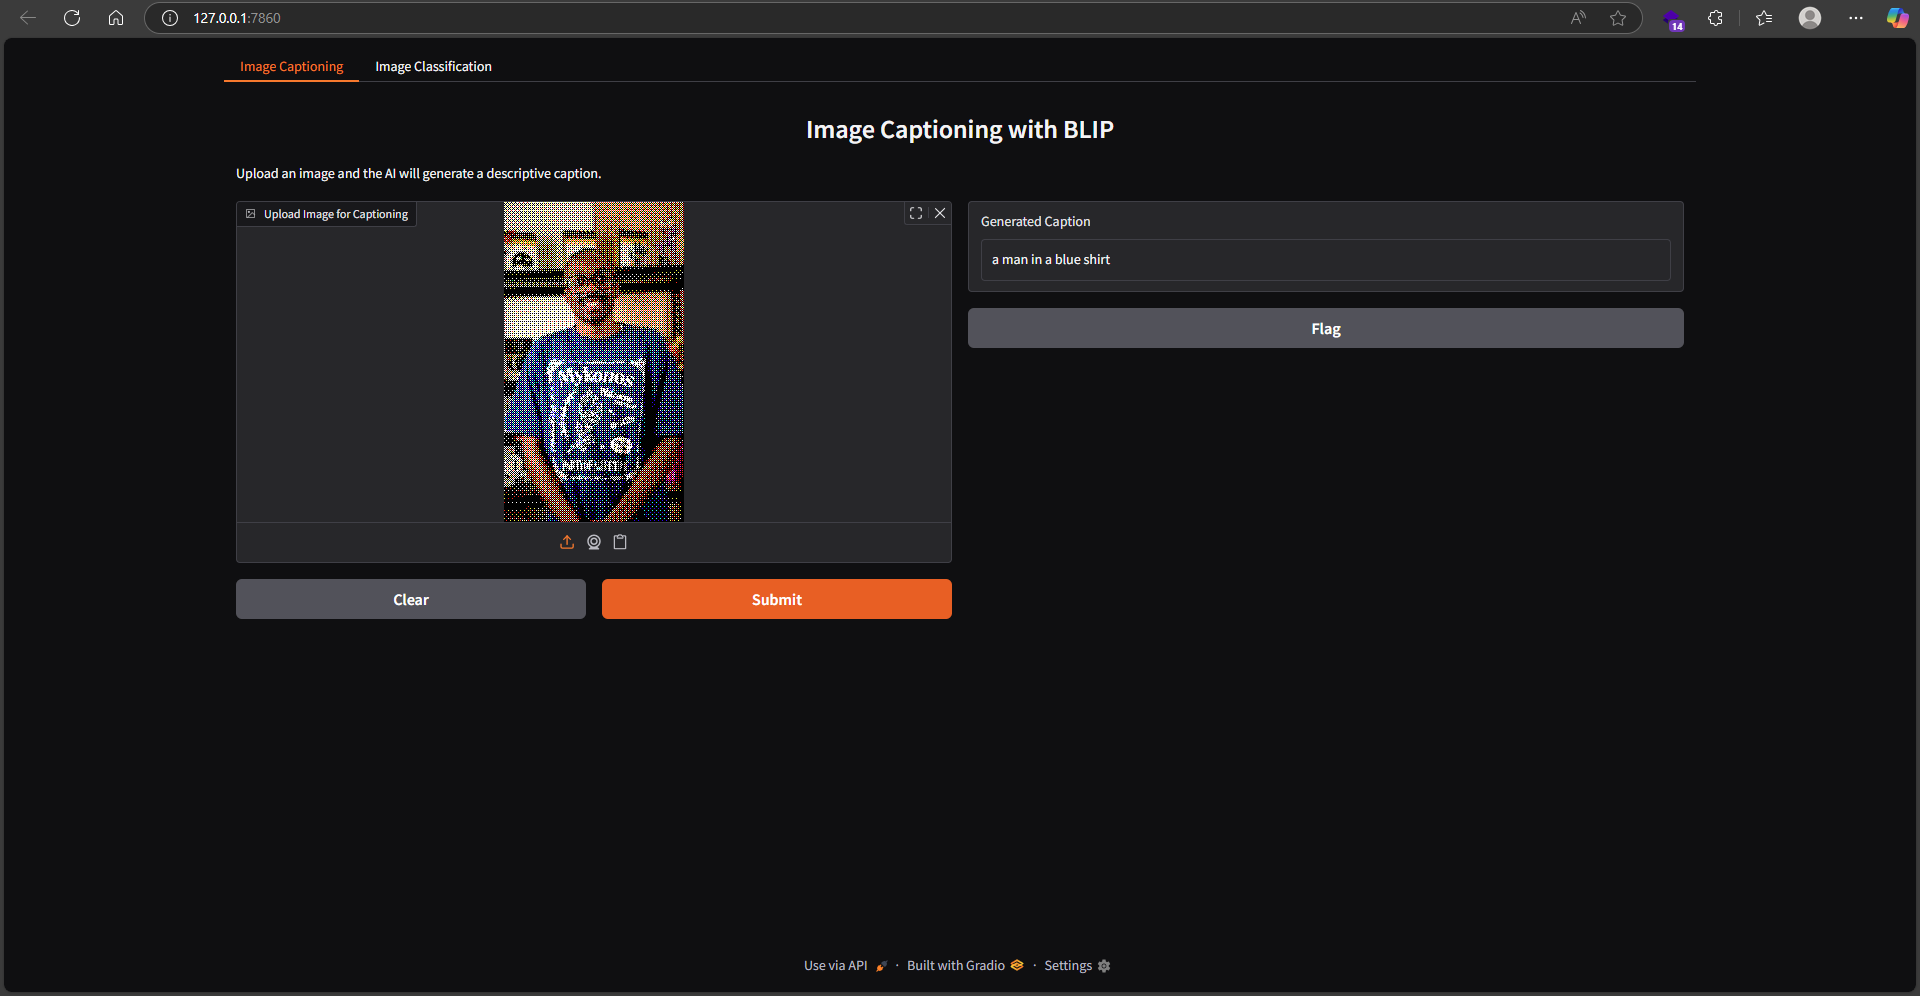 127.0.0.1:7860
14
Image Captioning
Image Classification
Image Captioning with BLIP
Upload an image and the AI will generate a descriptive caption.
Upload Image for Captioning
Mykonos
Generated Caption
a man in a blue shirt
Flag
Clear
Submit
Use via API · Built with Gradio · Settings